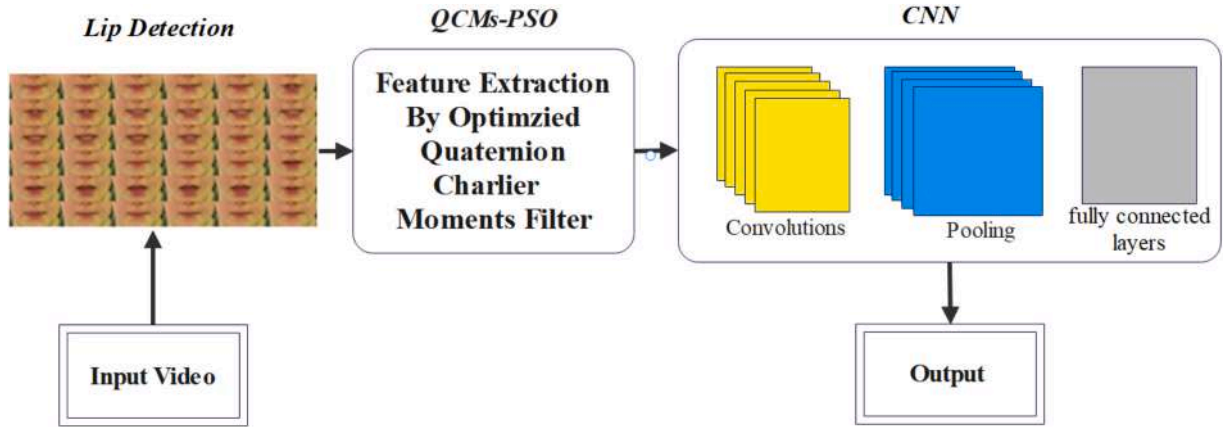 Lip Detection
QCMs-PSO
CNN
Feature Extraction
By Optimzied
Quaternion
Charlier
Moments Filter
Convolutions
Pooling
fully connected
layers
Input Video
Output